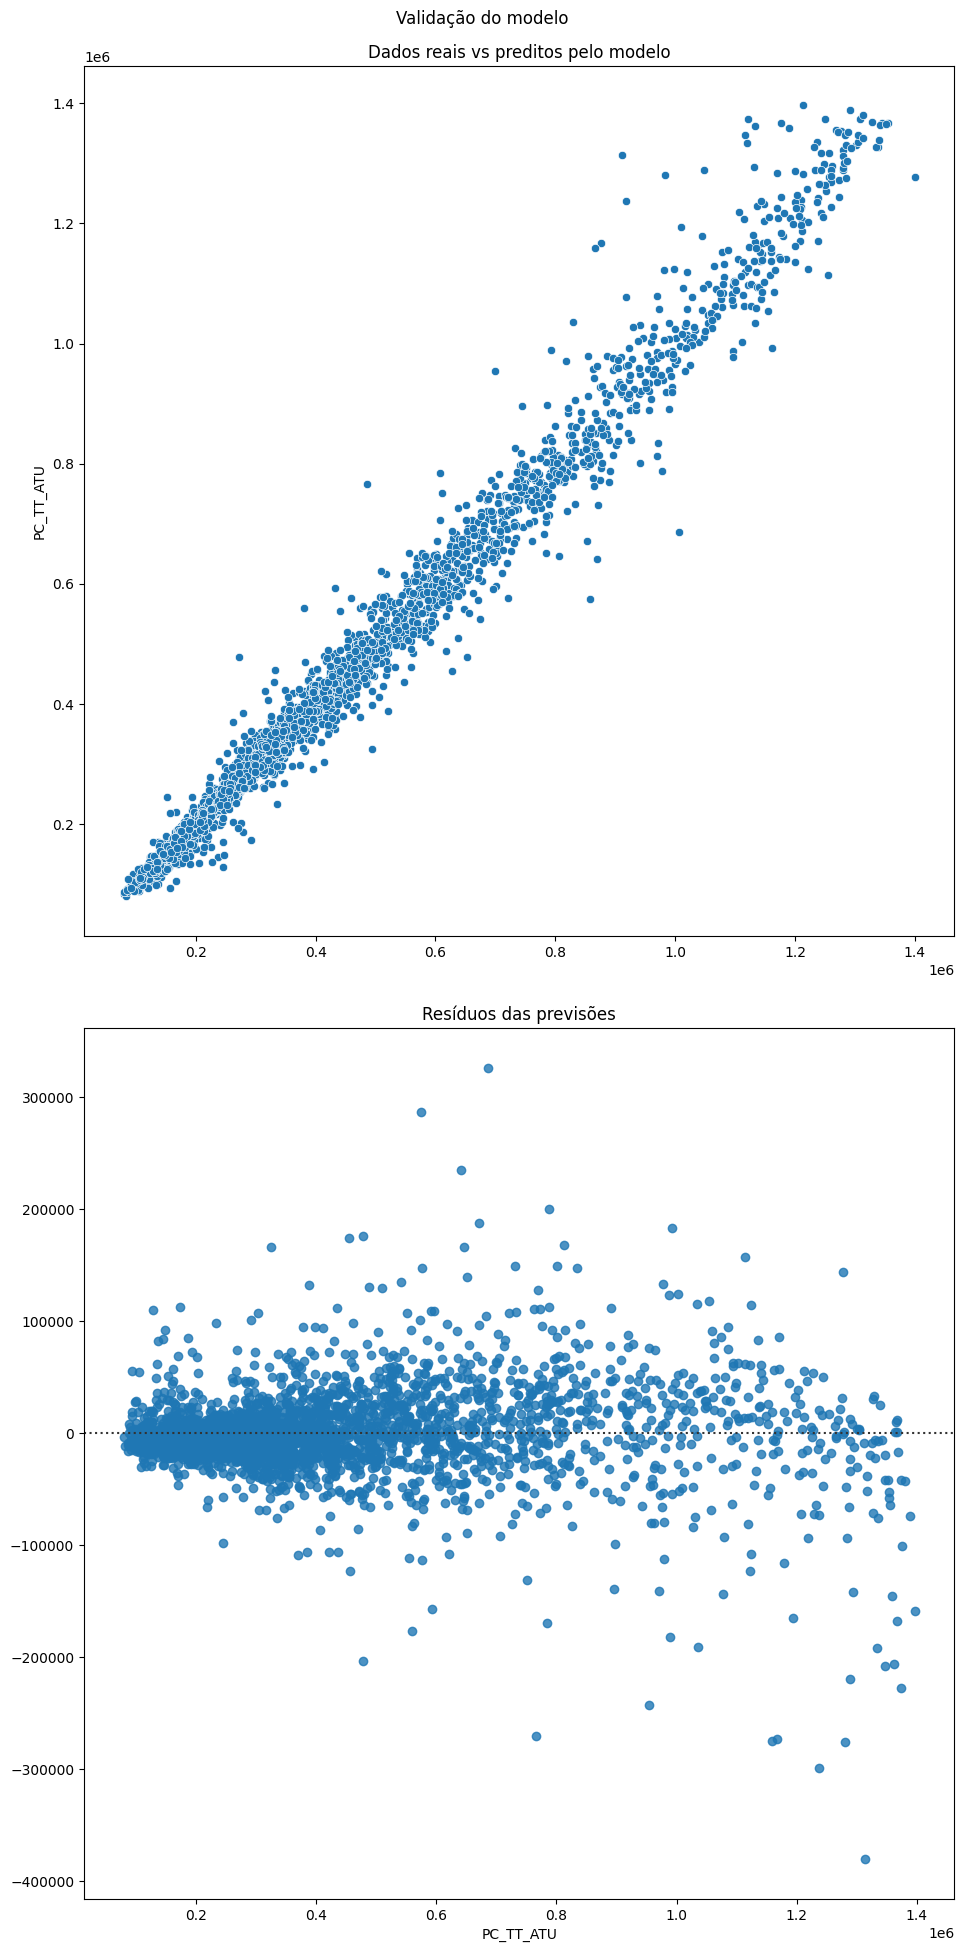 Validação do modelo
Dados reais vs preditos pelo modelo
1e6
1.4
1.2
1.0
0.8
0.6
0.4
0.2
PC_TT_ATU
0.2 0.4 0.6 0.8 1.0 1.2 1.4
1e6
Resíduos das previsões
300000
200000
100000
0
−100000
−200000
−300000
−400000
0.2 0.4 0.6 0.8 1.0 1.2 1.4
PC_TT_ATU
1e6